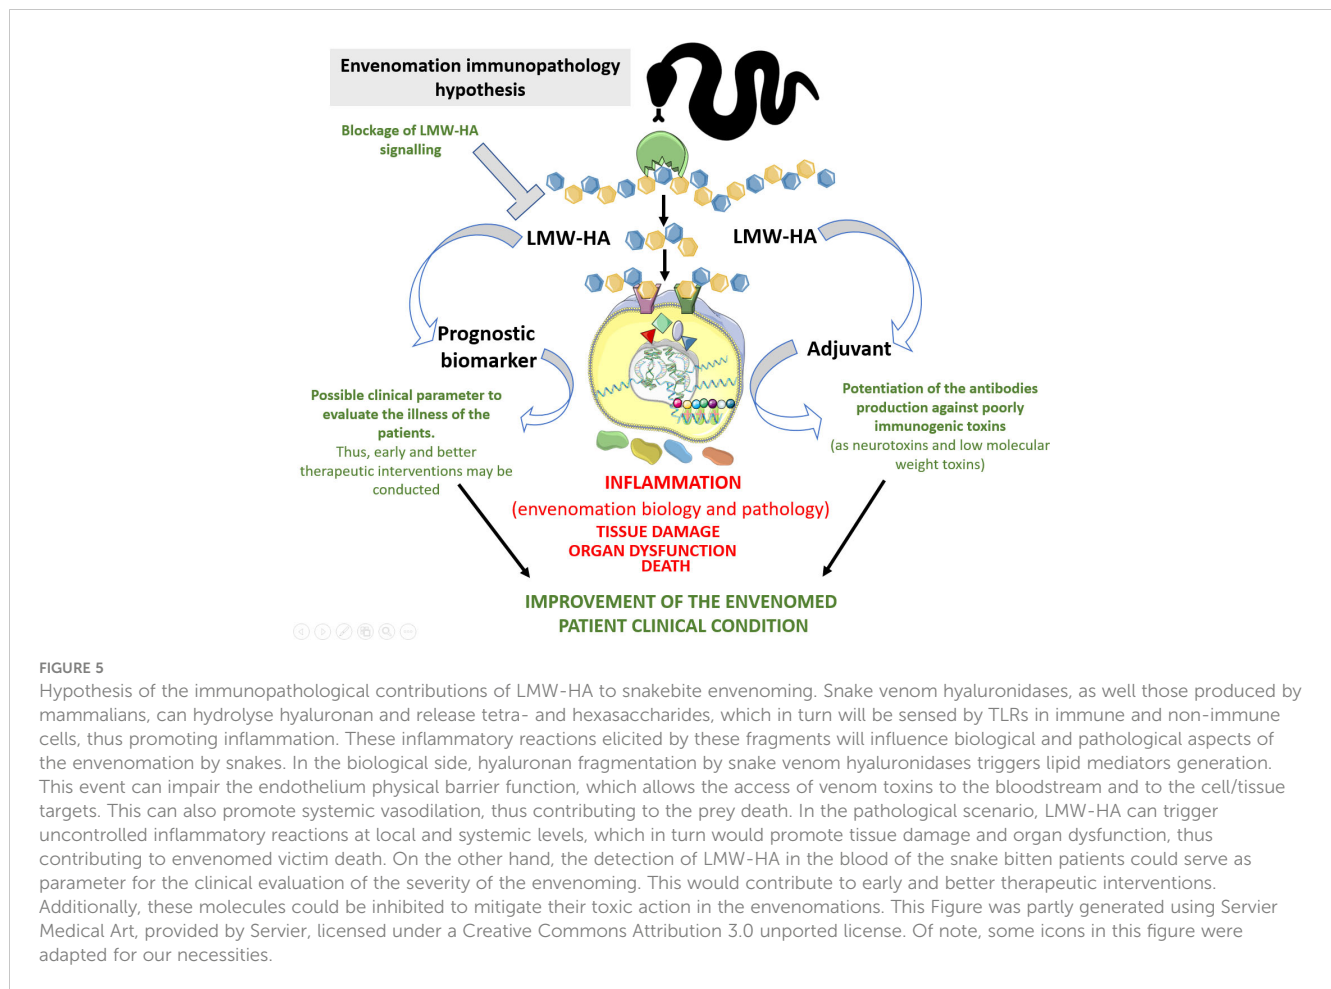 Envenomation immunopathology
hypothesis
Blockage of LMW-HA
signalling
LMW-HA
LMW-HA
Prognostic
biomarker
Adjuvant
Possible clinical parameter to
evaluate the illness of the
patients.
Thus, early and better
therapeutic interventions may be
conducted
Potentiation of the antibodies
production against poorly
immunogenic toxins
(as neurotoxins and low molecular
weight toxins)
INFLAMMATION
(envenomation biology and pathology)
TISSUE DAMAGE
ORGAN DYSFUNCTION
DEATH
IMPROVEMENT OF THE ENVENOMED
PATIENT CLINICAL CONDITION
FIGURE 5
Hypothesis of the immunopathological contributions of LMW-HA to snakebite envenoming. Snake venom hyaluronidases, as well those produced by
mammalians, can hydrolyse hyaluronan and release tetra- and hexasaccharides, which in turn will be sensed by TLRs in immune and non-immune
cells, thus promoting inflammation. These inflammatory reactions elicited by these fragments will influence biological and pathological aspects of
the envenomation by snakes. In the biological side, hyaluronan fragmentation by snake venom hyaluronidases triggers lipid mediators generation.
This event can impair the endothelium physical barrier function, which allows the access of venom toxins to the bloodstream and to the cell/tissue
targets. This can also promote systemic vasodilation, thus contributing to the prey death. In the pathological scenario, LMW-HA can trigger
uncontrolled inflammatory reactions at local and systemic levels, which in turn would promote tissue damage and organ dysfunction, thus
contributing to envenomed victim death. On the other hand, the detection of LMW-HA in the blood of the snake bitten patients could serve as
parameter for the clinical evaluation of the severity of the envenoming. This would contribute to early and better therapeutic interventions.
Additionally, these molecules could be inhibited to mitigate their toxic action in the envenomations. This Figure was partly generated using Servier
Medical Art, provided by Servier, licensed under a Creative Commons Attribution 3.0 unported license. Of note, some icons in this figure were
adapted for our necessities.